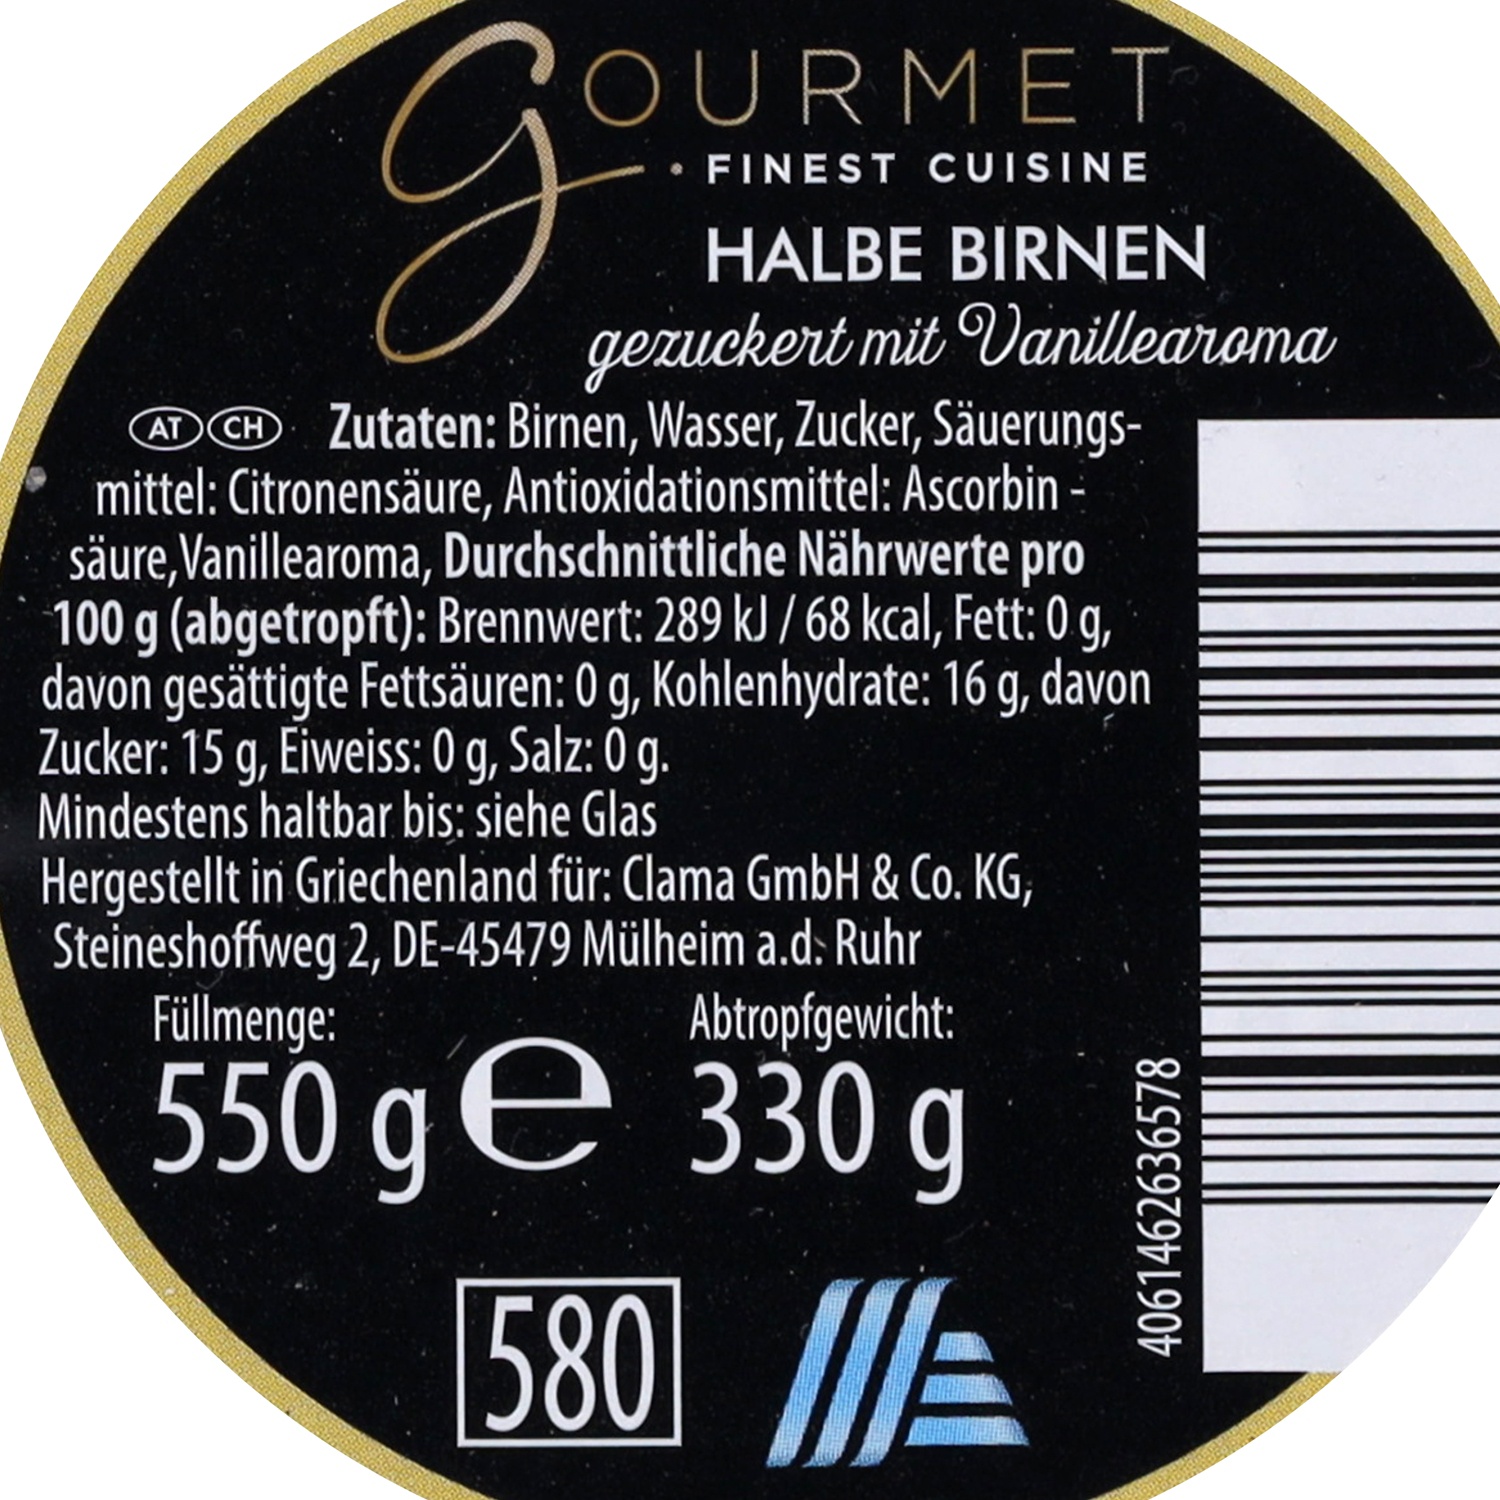 GOURMET
FINEST CUISINE
HALBE BIRNEN
gezuckert mit Vanillearoma
AT CH Zutaten: Birnen, Wasser, Zucker, Säuerungs-
mittel: Citronensäure, Antioxidationsmittel: Ascorbin -
säure,Vanillearoma, Durchschnittliche Nährwerte pro
100 g (abgetropft): Brennwert: 289 kJ / 68 kcal, Fett: 0 g,
davon gesättigte Fettsäuren: 0 g, Kohlenhydrate: 16 g, davon
Zucker: 15 g, Eiweiss: 0 g, Salz: 0 g.
Mindestens haltbar bis: siehe Glas
Hergestellt in Griechenland für: Clama GmbH & Co. KG,
Steineshoffweg 2, DE-45479 Mülheim a.d. Ruhr
Füllmenge: Abtropfgewicht:
550 g e 330 g
580
4061462636578